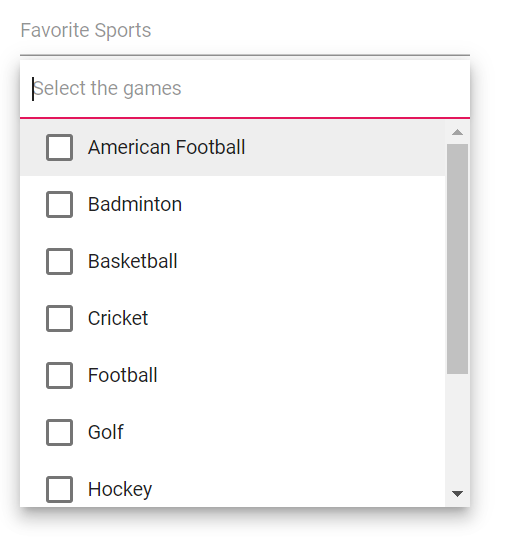 Favorite Sports
Select the games
American Football
Badminton
Basketball
Cricket
Football
Golf
Hockey